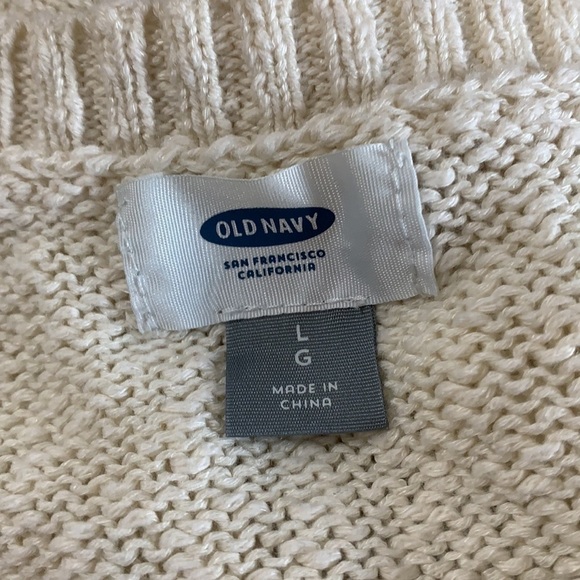 OLD NAVY
SAN FRANCISCO
CALIFORNIA
L
G
MADE IN
CHINA